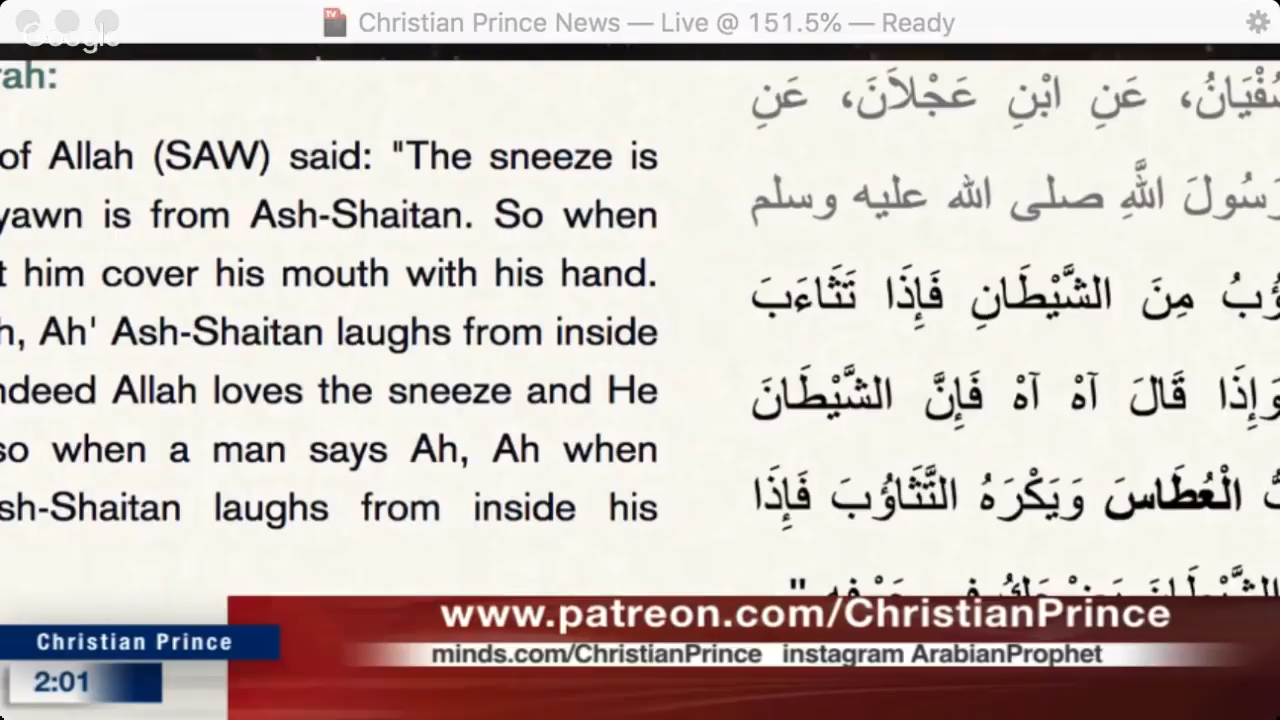 Christian Prince News — Live @ 151.5% — Ready
Google
rah:
of Allah (SAW) said: "The sneeze is
yawn is from Ash-Shaitan. So when
t him cover his mouth with his hand.
h, Ah' Ash-Shaitan laughs from inside
ndeed Allah loves the sneeze and He
so when a man says Ah, Ah when
sh-Shaitan laughs from inside his
سُفْيَانُ، عَنِ ابْنِ عَجْلاَنَ، عَنِ
رَسُولَ اللَّهِ صلى الله عليه وسلم
ؤُبُ مِنَ الشَّيْطَانِ فَإِذَا تَثَاءَبَ
وَإِذَا قَالَ آهْ آهْ فَإِنَّ الشَّيْطَانَ
بُّ الْعُطَاسَ وَيَكْرَهُ التَّثَاؤُبَ فَإِذَا
www.patreon.com/ChristianPrince
minds.com/ChristianPrince instagram ArabianProphet
Christian Prince
2:01